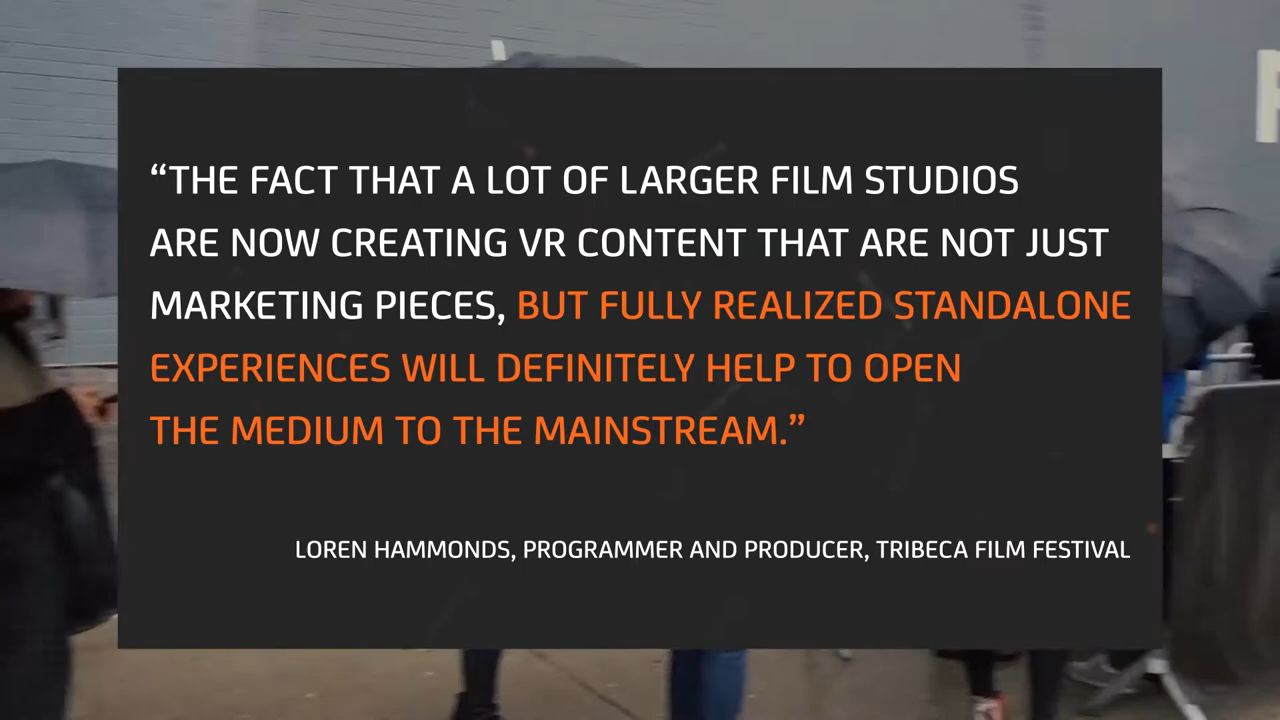 “THE FACT THAT A LOT OF LARGER FILM STUDIOS
ARE NOW CREATING VR CONTENT THAT ARE NOT JUST
MARKETING PIECES, BUT FULLY REALIZED STANDALONE
EXPERIENCES WILL DEFINITELY HELP TO OPEN
THE MEDIUM TO THE MAINSTREAM.”
LOREN HAMMONDS, PROGRAMMER AND PRODUCER, TRIBECA FILM FESTIVAL